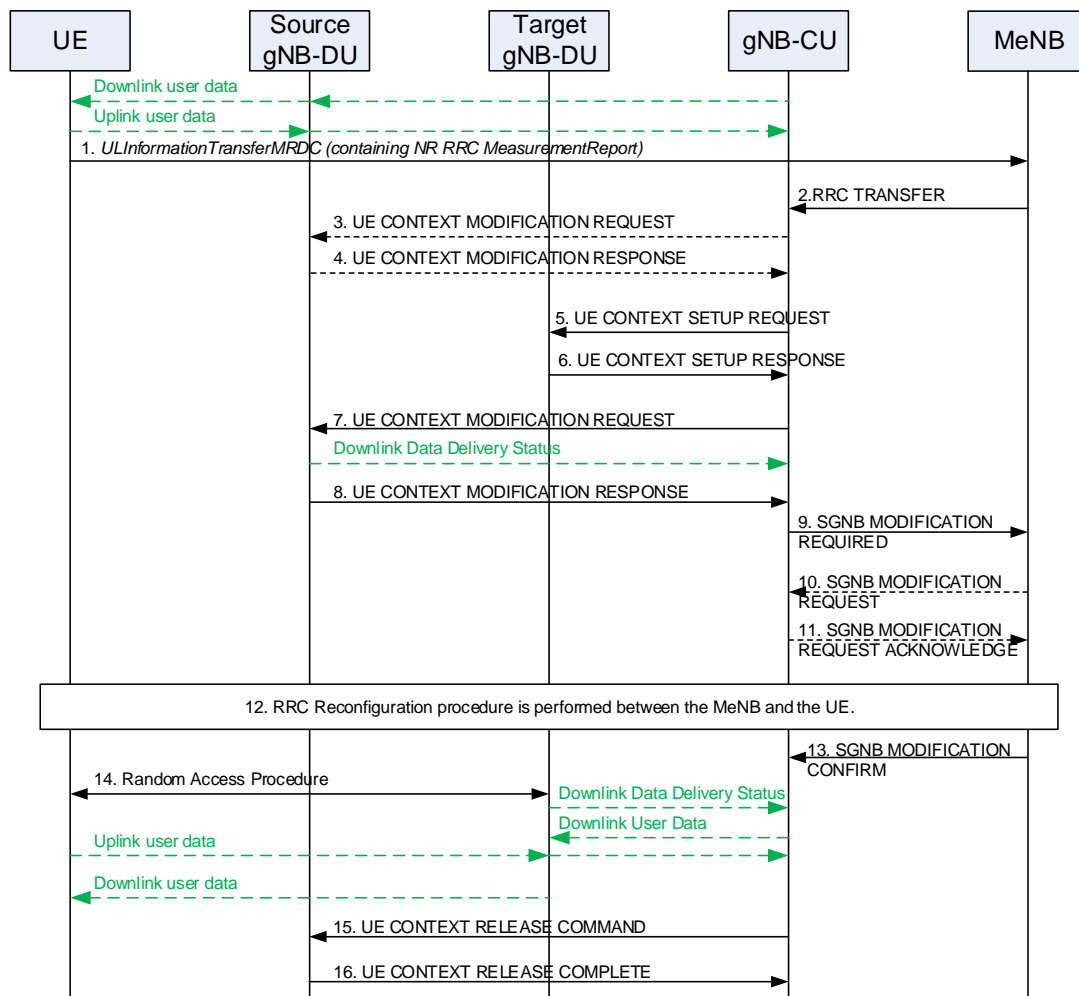 UE
Source
gNB-DU
Target
gNB-DU
gNB-CU
MeNB
Downlink user data
Uplink user data
1. ULInformationTransferMRDC (containing NR RRC MeasurementReport)
2.RRC TRANSFER
3. UE CONTEXT MODIFICATION REQUEST
4. UE CONTEXT MODIFICATION RESPONSE
5. UE CONTEXT SETUP REQUEST
6. UE CONTEXT SETUP RESPONSE
7. UE CONTEXT MODIFICATION REQUEST
Downlink Data Delivery Status
8. UE CONTEXT MODIFICATION RESPONSE
9. SGNB MODIFICATION
REQUIRED
10. SGNB MODIFICATION
REQUEST
11. SGNB MODIFICATION
REQUEST ACKNOWLEDGE
12. RRC Reconfiguration procedure is performed between the MeNB and the UE.
13. SGNB MODIFICATION
CONFIRM
14. Random Access Procedure
Downlink Data Delivery Status
Downlink User Data
Uplink user data
Downlink user data
15. UE CONTEXT RELEASE COMMAND
16. UE CONTEXT RELEASE COMPLETE